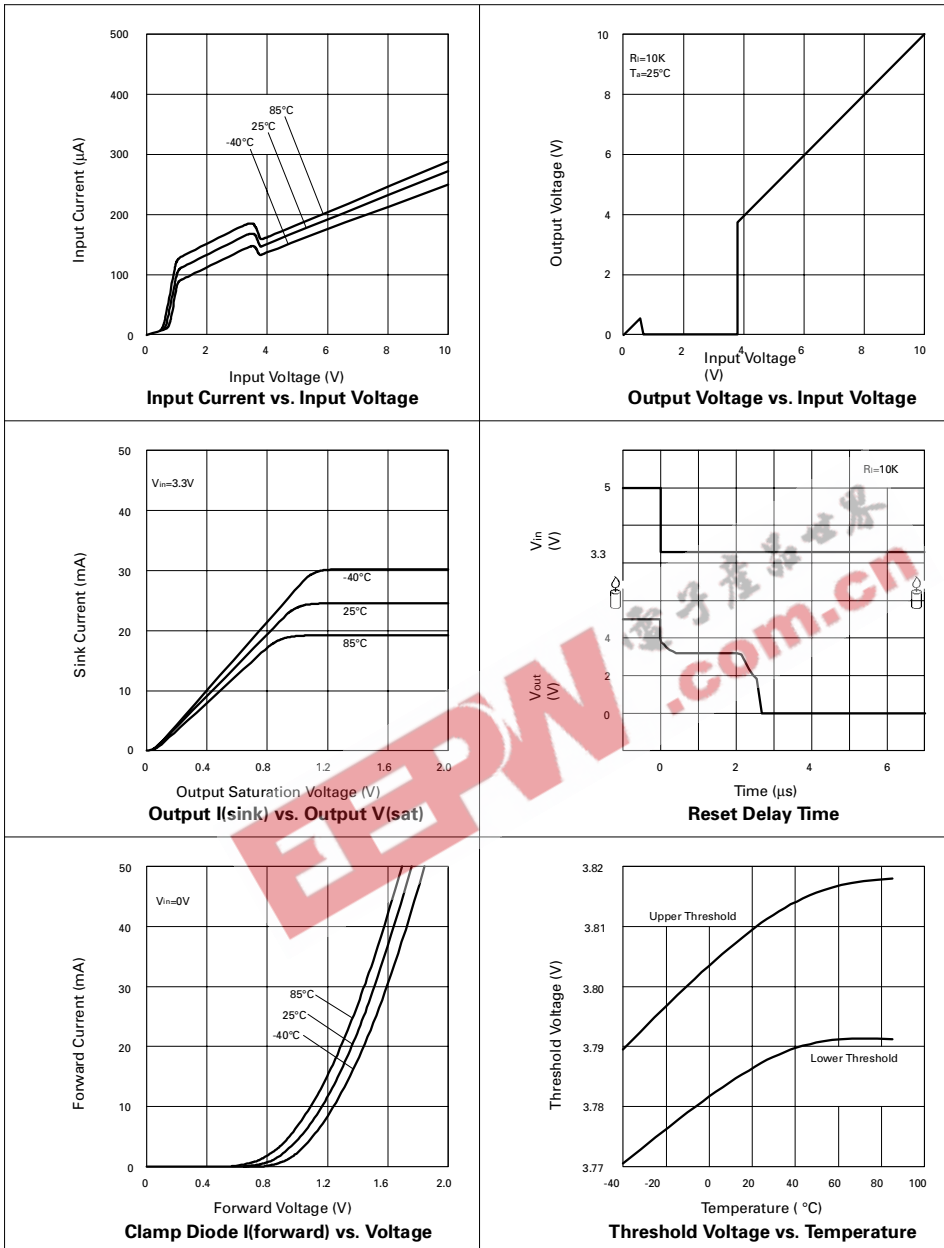 500
400
300
200
100
0
0 2 4 6 8 10
Input Current (µA)
85°C
25°C
-40°C
Input Voltage (V)
Input Current vs. Input Voltage
10
8
6
4
2
0
0 2 4 6 8 10
Output Voltage (V)
Rl=10K
Ta=25°C
Input Voltage
(V)
Output Voltage vs. Input Voltage
50
40
30
20
10
0
0 0.4 0.8 1.2 1.6 2.0
Sink Current (mA)
Vin=3.3V
-40°C
25°C
85°C
Output Saturation Voltage (V)
Output I(sink) vs. Output V(sat)
Rl=10K
5
3.3
Vin
(V)
4
2
0
Vout
(V)
0 2 4 6
Time (µs)
Reset Delay Time
電子產品世界
EEPW.com.cn
50
40
30
20
10
0
0 0.4 0.8 1.2 1.6 2.0
Forward Current (mA)
Vin=0V
85°C
25°C
-40°C
Forward Voltage (V)
Clamp Diode I(forward) vs. Voltage
3.82
3.81
3.80
3.79
3.78
3.77
-40 -20 0 20 40 60 80 100
Threshold Voltage (V)
Upper Threshold
Lower Threshold
Temperature ( °C)
Threshold Voltage vs. Temperature